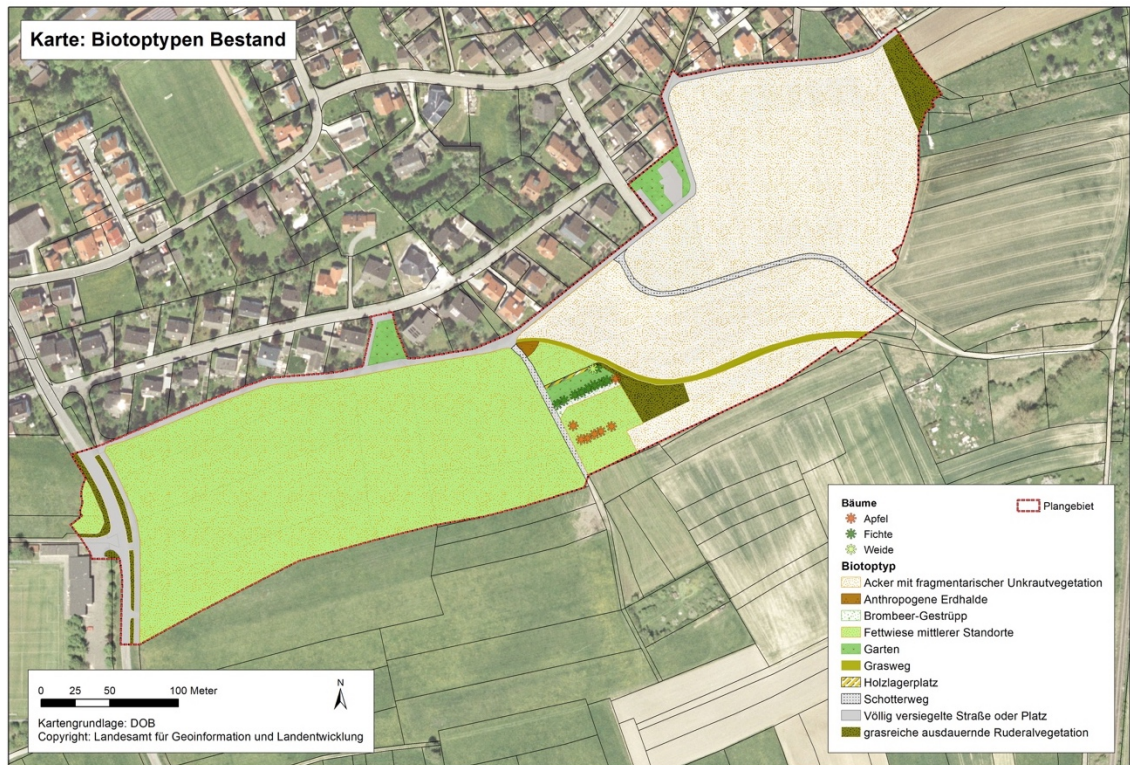 Karte: Biotoptypen Bestand
Bäume
Apfel
Fichte
Weide
Plangebiet
Biotoptyp
Acker mit fragmentarischer Unkrautvegetation
Anthropogene Erdhalde
Brombeer-Gestrüpp
Fettwiese mittlerer Standorte
Garten
Grasweg
Holzlagerplatz
Schotterweg
Völlig versiegelte Straße oder Platz
grasreiche ausdauernde Ruderalvegetation
0 25 50 100 Meter
N
Kartengrundlage: DOB
Copyright: Landesamt für Geoinformation und Landentwicklung